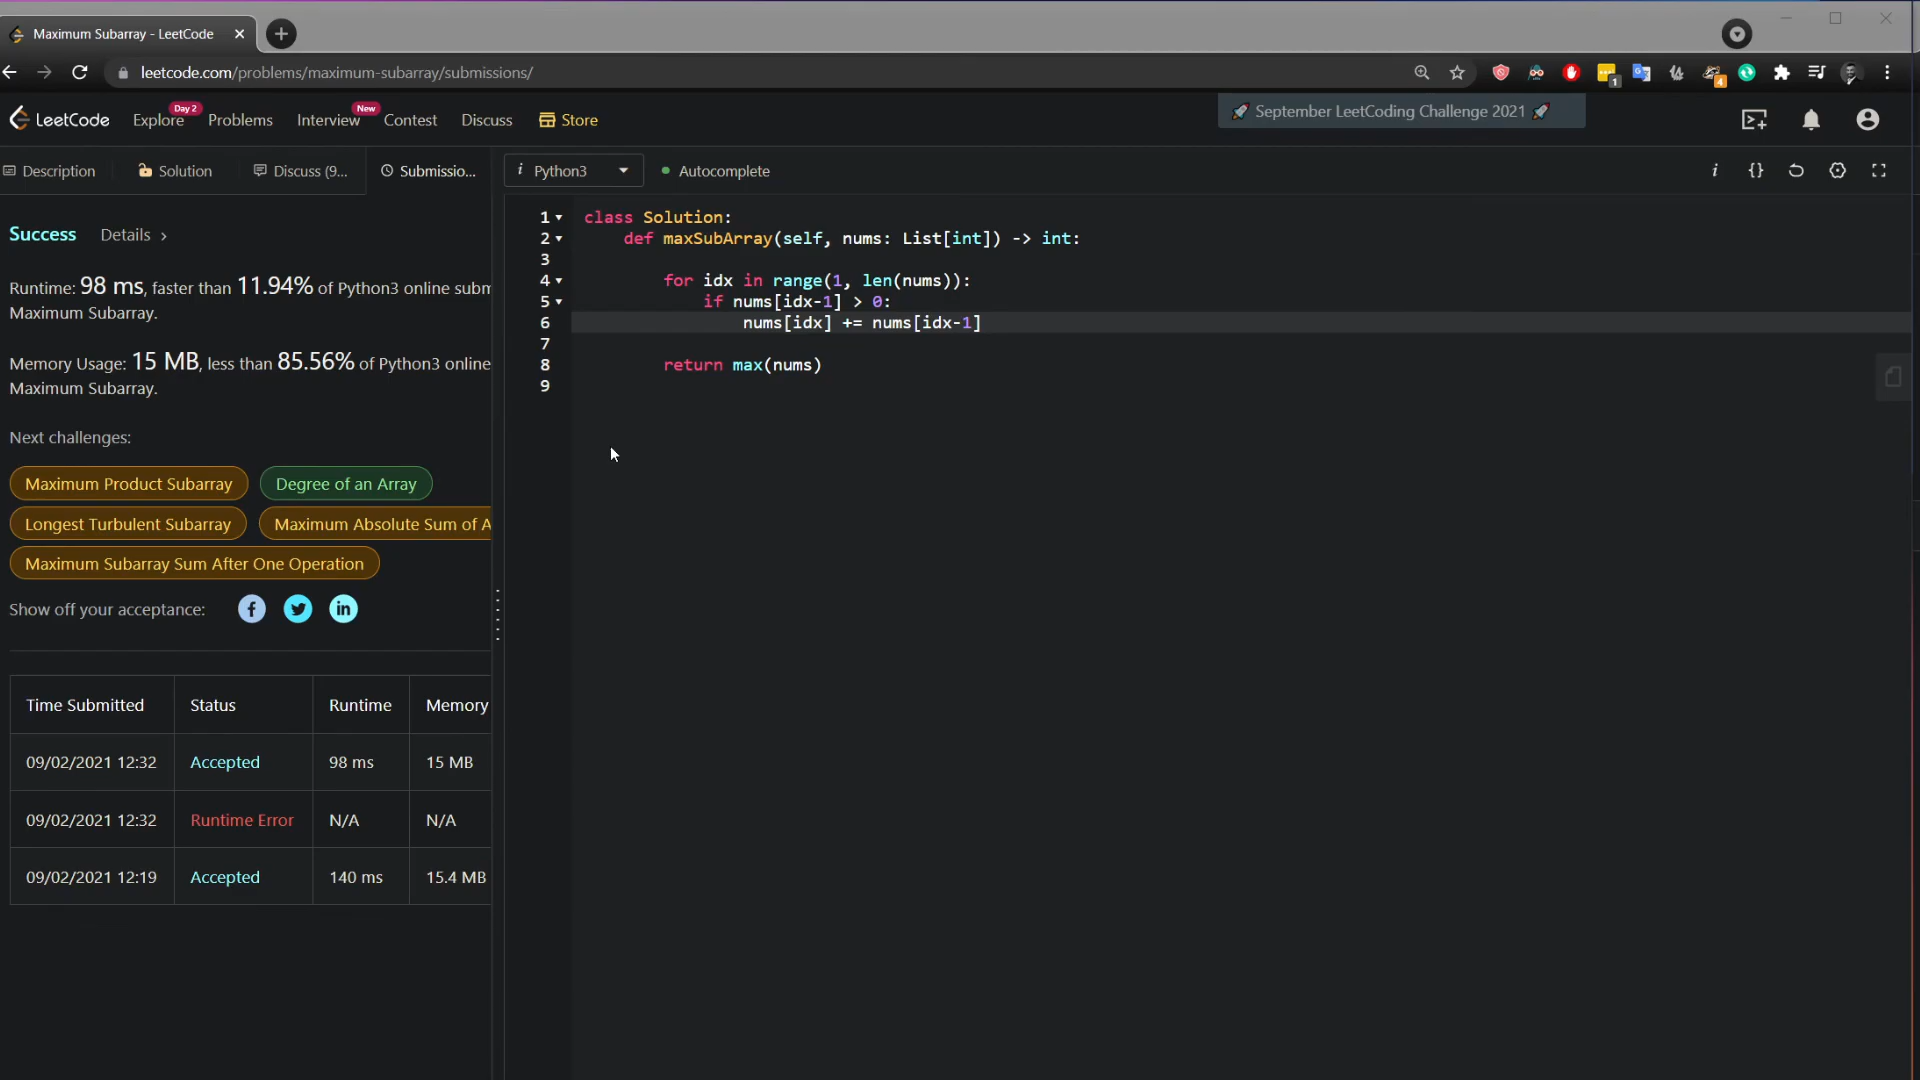 Maximum Subarray - LeetCode
leetcode.com/problems/maximum-subarray/submissions/
1
4
LeetCode
Explore
Day 2
Problems
Interview
New
Contest
Discuss
Store
🚀 September LeetCoding Challenge 2021 🚀
Description
Solution
Discuss (9...
Submissio...
i Python3
Autocomplete
Success
Details >
Runtime: 98 ms, faster than 11.94% of Python3 online subm
Maximum Subarray.
Memory Usage: 15 MB, less than 85.56% of Python3 online
Maximum Subarray.
Next challenges:
Maximum Product Subarray
Degree of an Array
Longest Turbulent Subarray
Maximum Absolute Sum of A
Maximum Subarray Sum After One Operation
Show off your acceptance:
Time Submitted Status Runtime Memory
09/02/2021 12:32 Accepted 98 ms 15 MB
09/02/2021 12:32 Runtime Error N/A N/A
09/02/2021 12:19 Accepted 140 ms 15.4 MB
1 class Solution:
2 def maxSubArray(self, nums: List[int]) -> int:
3
4 for idx in range(1, len(nums)):
5 if nums[idx-1] > 0:
6 nums[idx] += nums[idx-1]
7
8 return max(nums)
9